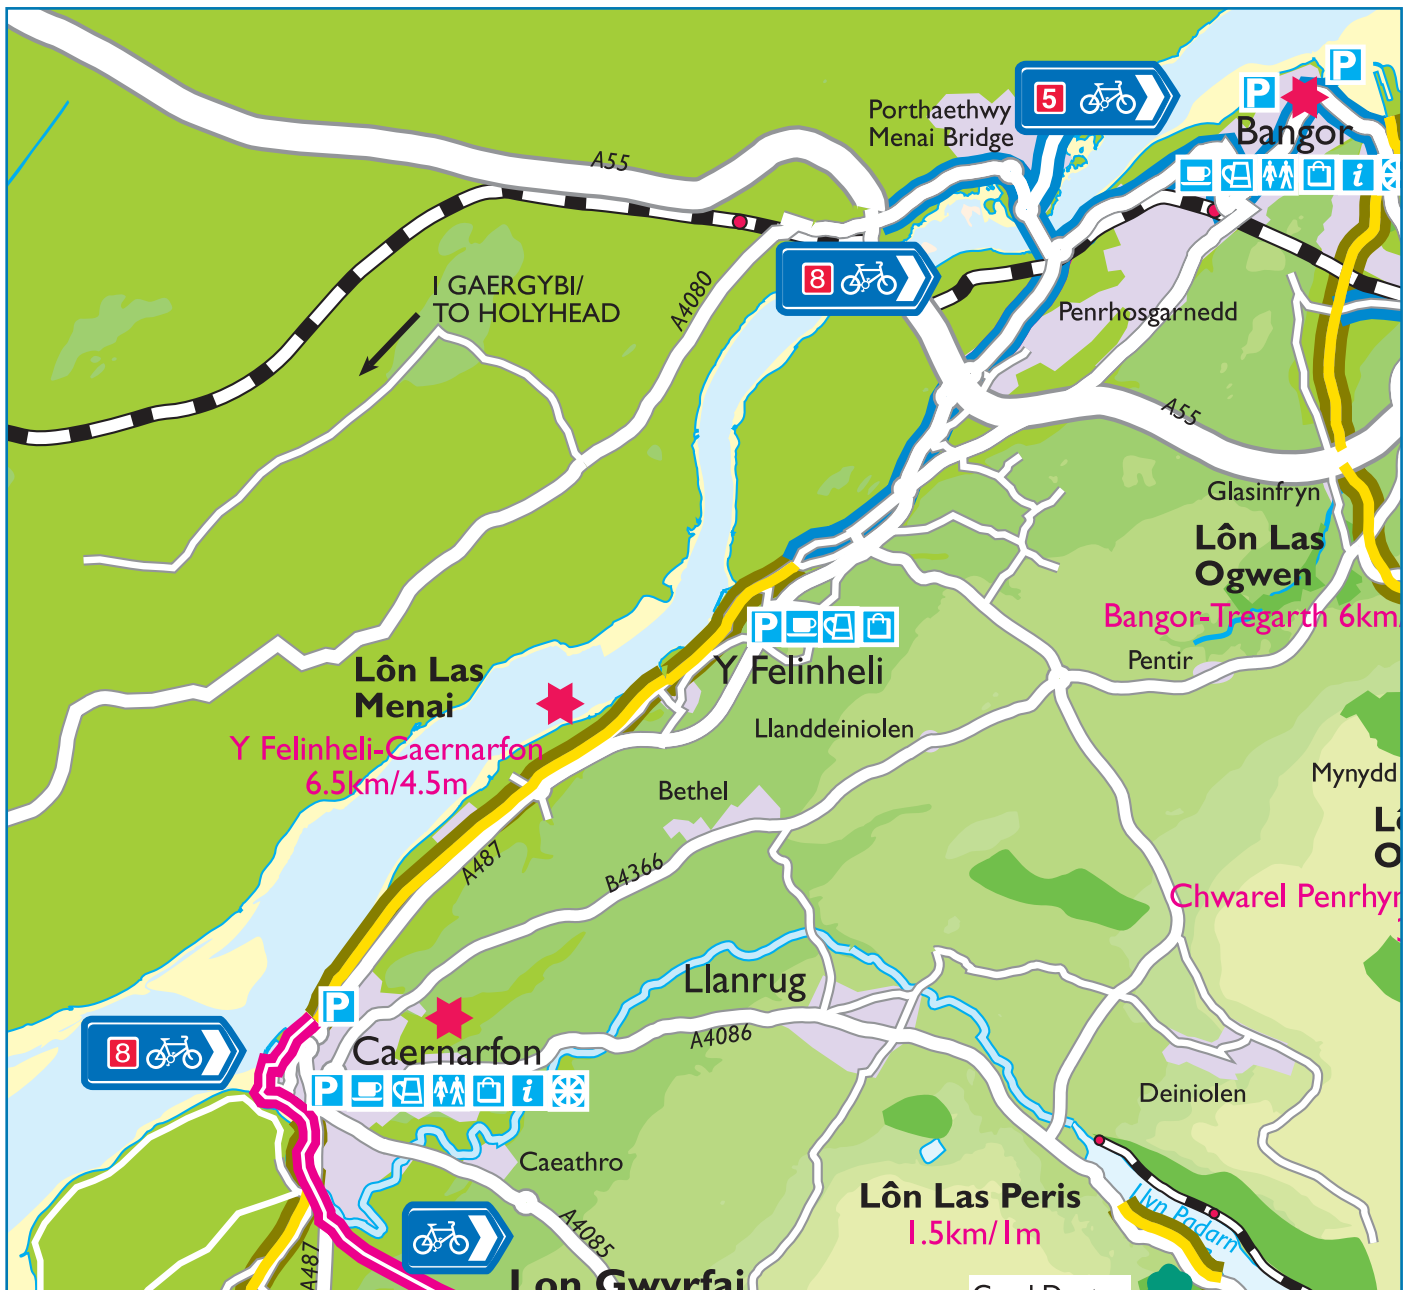 A55
Porthaethwy
Menai Bridge
5
P
P
Bangor
i
I GAERGYBI/
TO HOLYHEAD
A4080
8
Penrhosgarnedd
A55
Glasinfryn
Lôn Las
Ogwen
Bangor-Tregarth 6km
P
Y Felinheli
Pentir
Lôn Las
Menai
Y Felinheli-Caernarfon
6.5km/4.5m
Llanddeiniolen
Bethel
Mynydd
A487
B4366
Chwarel Penrhyn
Llanrug
P
A4086
8
Caernarfon
P
i
Deiniolen
Caeathro
Lôn Las Peris
1.5km/1m
Llyn Padarn
A4085
A487
Lon Gwyrfai